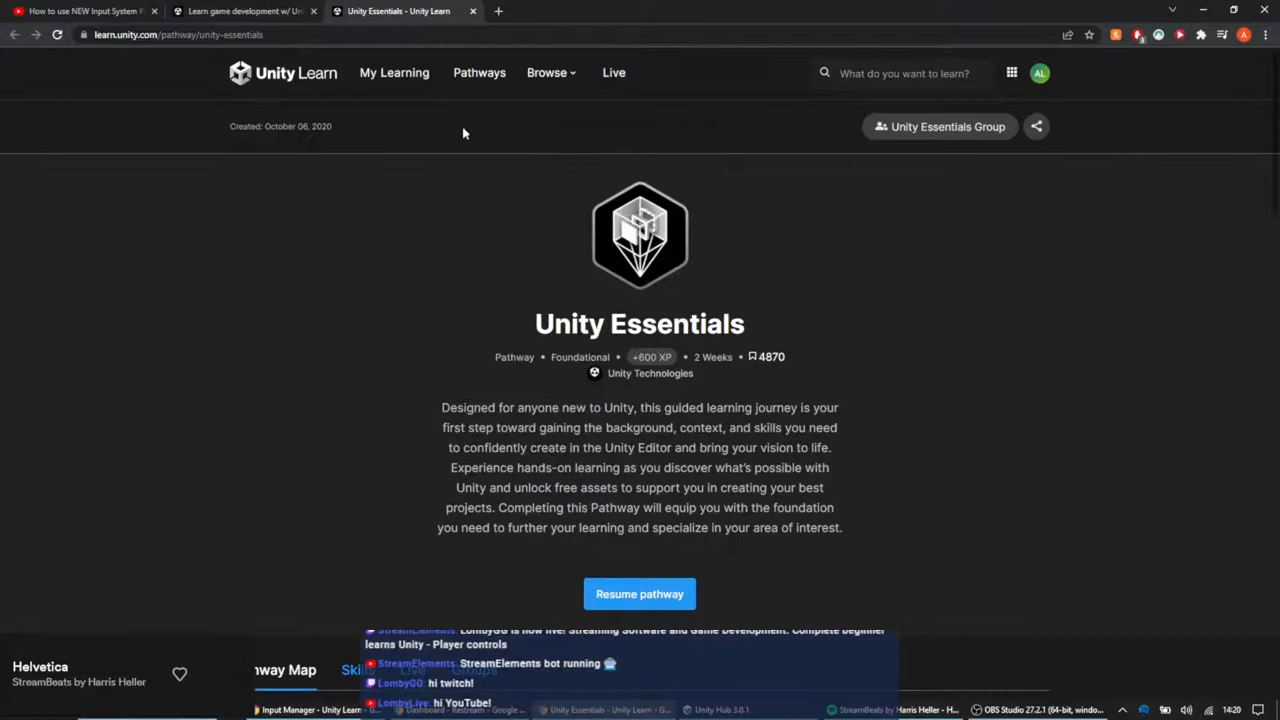 How to use NEW Input System
Learn game development w/ Un
Unity Essentials - Unity Learn
learn.unity.com/pathway/unity-essentials
3
A
Unity Learn
My Learning
Pathways
Browse
Live
What do you want to learn?
AL
Created: October 06, 2020
Unity Essentials Group
Unity Essentials
Pathway • Foundational • +600 XP • 2 Weeks • 4870
Unity Technologies
Designed for anyone new to Unity, this guided learning journey is your
first step toward gaining the background, context, and skills you need
to confidently create in the Unity Editor and bring your vision to life.
Experience hands-on learning as you discover what's possible with
Unity and unlock free assets to support you in creating your best
projects. Completing this Pathway will equip you with the foundation
you need to further your learning and specialize in your area of interest.
Resume pathway
StreamElements: LombyGG is now live! Streaming Software and Game Development. Complete beginner
learns Unity - Player controls
StreamElements: StreamElements bot running
LombyGG: hi twitch!
LombyLive: hi YouTube!
Helvetica
StreamBeats by Harris Heller
hway Map
Skills
Live
Groups
Input Manager - Unity Learn - G...
Dashboard - Restream - Google ...
Unity Essentials - Unity Learn - G...
Unity Hub 3.0.1
StreamBeats by Harris Heller - H...
OBS Studio 27.2.1 (64-bit, window...
14:20